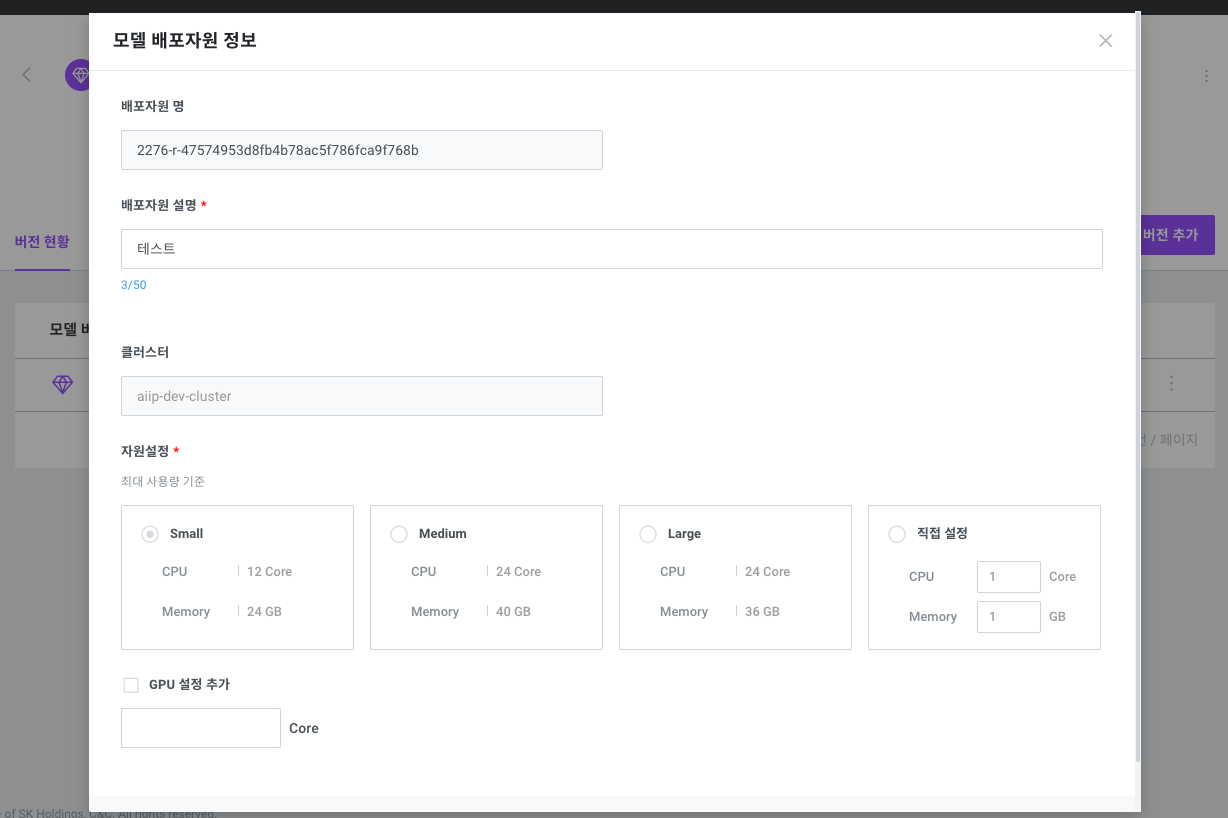 모델 배포자원 정보
배포자원 명
2276-r-47574953d8fb4b78ac5f786fca9f768b
배포자원 설명 *
버전 현황
버전 추가
테스트
3/50
모델
클러스터
aiip-dev-cluster
/ 페이지
자원설정 *
최대 사용량 기준
Small
CPU 12 Core
Memory 24 GB
Medium
CPU 24 Core
Memory 40 GB
Large
CPU 24 Core
Memory 36 GB
직접 설정
CPU 1 Core
Memory 1 GB
GPU 설정 추가
Core
of SK Holdings. C&C. All rights reserved.